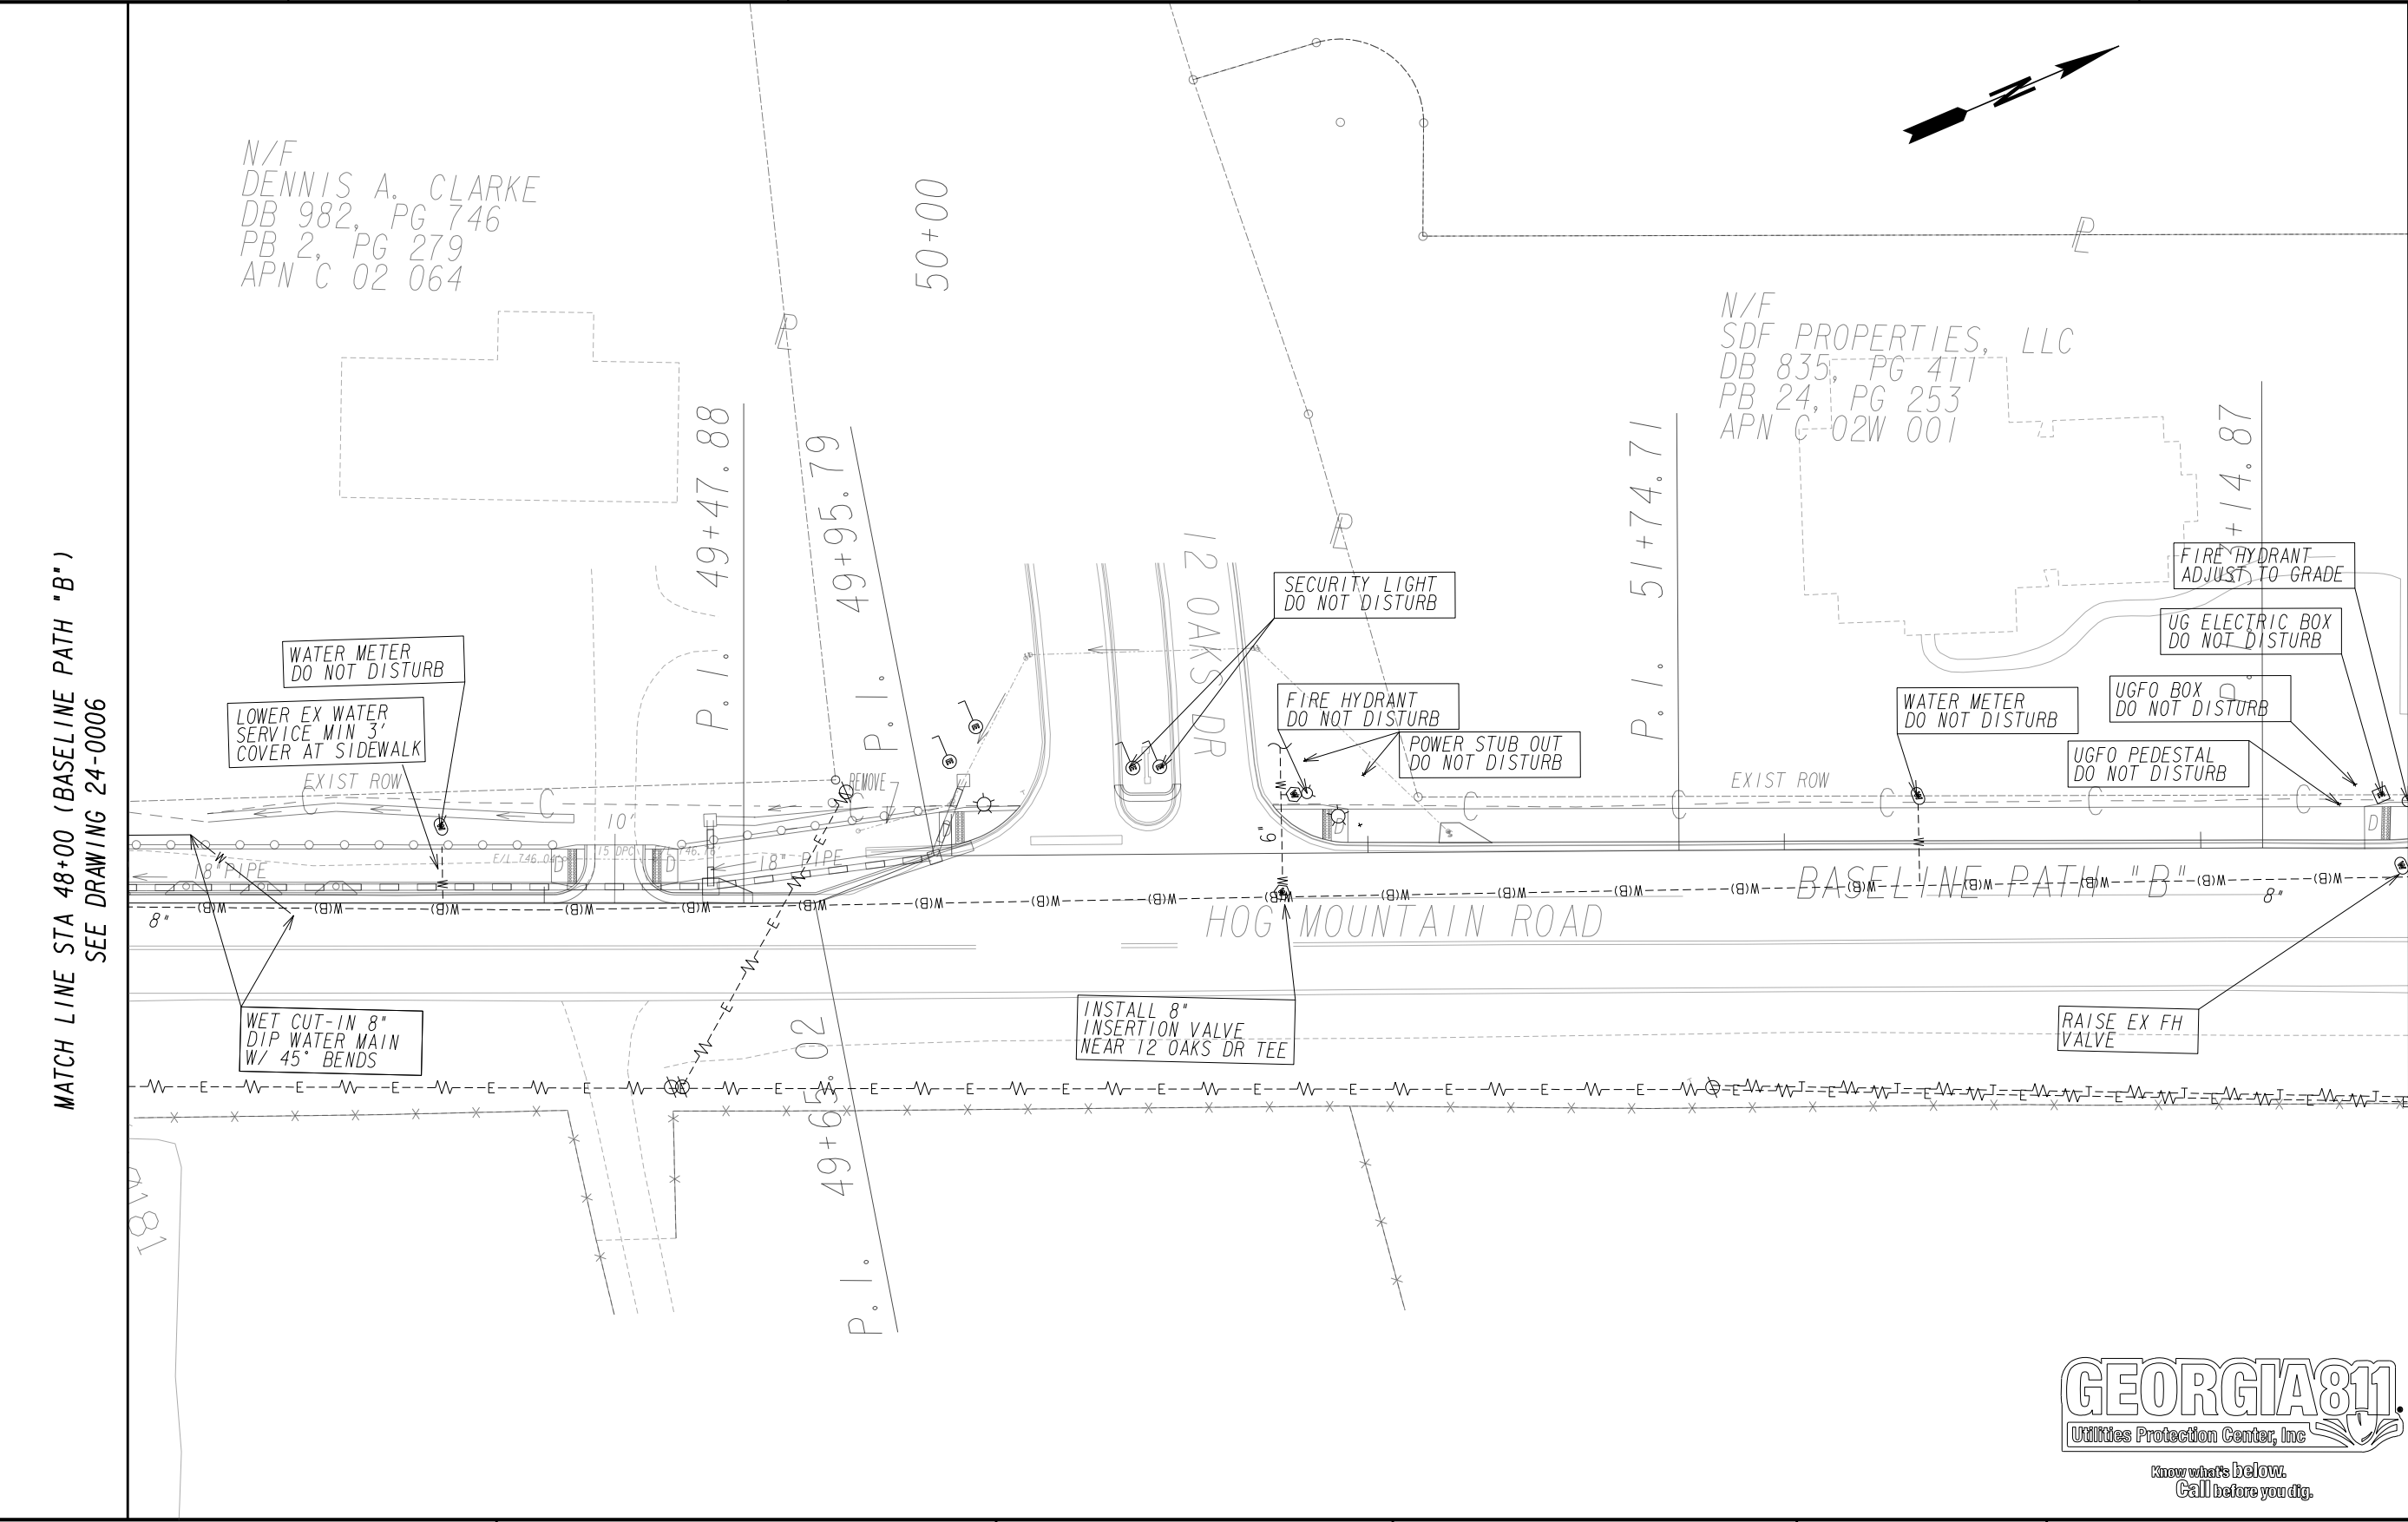 MATCH LINE STA 48+00 (BASELINE PATH "B")
SEE DRAWING 24-0006
N/F
DENNIS A. CLARKE
DB 982, PG 746
PB 2, PG 279
APN C 02 064
50+00
N
N/F
SDF PROPERTIES, LLC
DB 835, PG 411
PB 24, PG 253
APN C 02W 001
P.I. 49+47.88
P.I. 49+95.79
12 OAKS DR
P.I. 51+74.71
FIRE HYDRANT
ADJUST TO GRADE
UG ELECTRIC BOX
DO NOT DISTURB
UGFO BOX
DO NOT DISTURB
UGFO PEDESTAL
DO NOT DISTURB
WATER METER
DO NOT DISTURB
SECURITY LIGHT
DO NOT DISTURB
FIRE HYDRANT
DO NOT DISTURB
POWER STUB OUT
DO NOT DISTURB
WATER METER
DO NOT DISTURB
LOWER EX WATER
SERVICE MIN 3'
COVER AT SIDEWALK
EXIST ROW
REMOVE
EXIST ROW
10'
18" PIPE
18" PIPE
D
D
D
D
D
6"
8"
8"
BASELINE PATH "B"
HOG MOUNTAIN ROAD
WET CUT-IN 8"
DIP WATER MAIN
W/ 45° BENDS
INSTALL 8"
INSERTION VALVE
NEAR 12 OAKS DR TEE
RAISE EX FH
VALVE
P.I. 49+65.02
GEORGIA811
Utilities Protection Center, Inc
Know what's below.
Call before you dig.